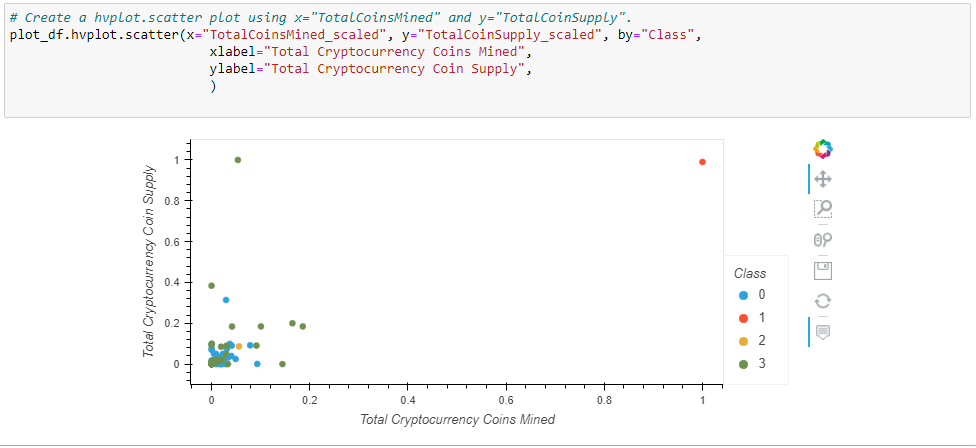 # Create a hvplot.scatter plot using x="TotalCoinsMined" and y="TotalCoinSupply".
plot_df.hvplot.scatter(x="TotalCoinsMined_scaled", y="TotalCoinSupply_scaled", by="Class",
xlabel="Total Cryptocurrency Coins Mined",
ylabel="Total Cryptocurrency Coin Supply",
)
Total Cryptocurrency Coin Supply
1
0.8
0.6
0.4
0.2
0
0 0.2 0.4 0.6 0.8 1
Total Cryptocurrency Coins Mined
Class
0
1
2
3